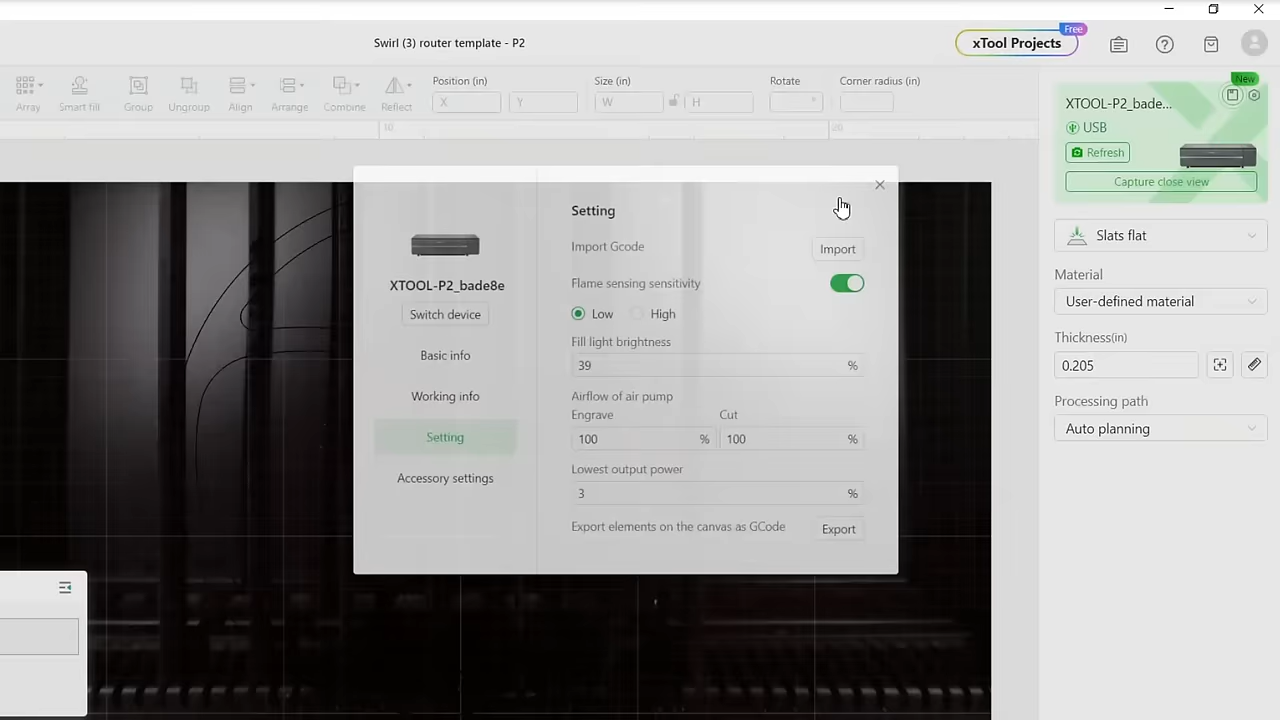 Swirl (3) router template - P2
Free
xTool Projects
Array
Smart fill
Group
Ungroup
Align
Arrange
Combine
Reflect
Position (in)
X
Y
Size (in)
W
H
Rotate
°
Corner radius (in)
10
20
New
XTOOL-P2_bade...
USB
Refresh
Capture close view
Slats flat
Material
User-defined material
Thickness(in)
0.205
Processing path
Auto planning
XTOOL-P2_bade8e
Switch device
Basic info
Working info
Setting
Accessory settings
Setting
Import Gcode
Import
Flame sensing sensitivity
Low High
Fill light brightness
39 %
Airflow of air pump
Engrave Cut
100 % 100 %
Lowest output power
3 %
Export elements on the canvas as GCode
Export